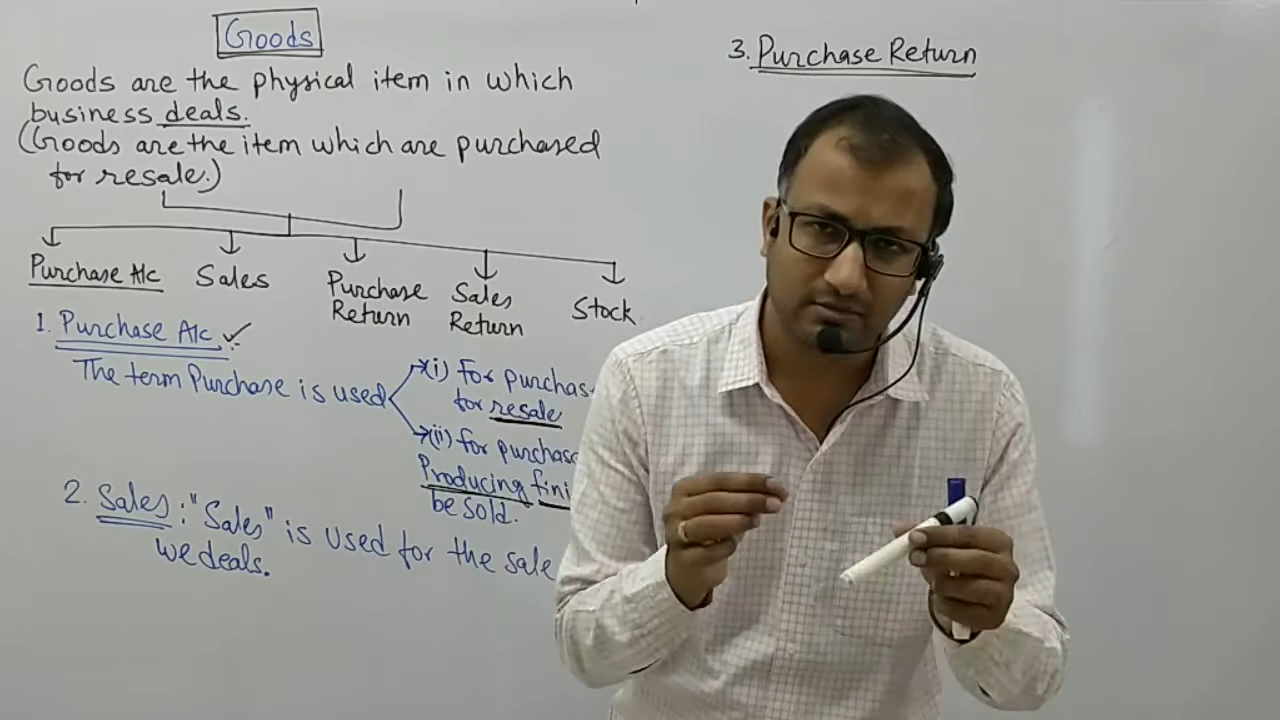 Goods
Goods are the physical item in which
business deals.
(Goods are the item which are purchased
for resale.)
Purchase A/c
Sales
Purchase
Return
Sales
Return
Stock
1. Purchase A/c ✓
The term Purchase is used
(i) For purchas
for resale
(ii) For purchas
Producing fini
be sold.
2. Sales : "Sales" is used for the sale
we deals.
3. Purchase Return